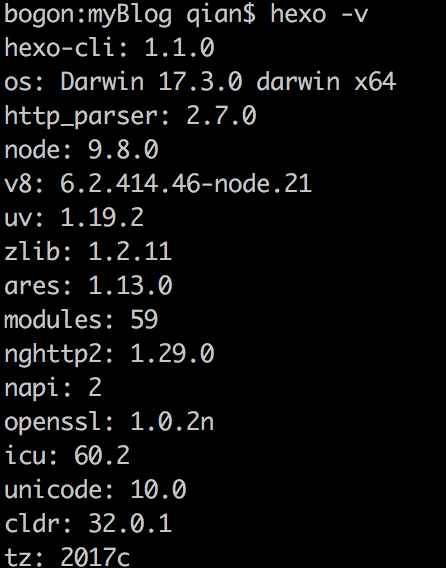 bogon:myBlog qian$ hexo -v
hexo-cli: 1.1.0
os: Darwin 17.3.0 darwin x64
http_parser: 2.7.0
node: 9.8.0
v8: 6.2.414.46-node.21
uv: 1.19.2
zlib: 1.2.11
ares: 1.13.0
modules: 59
nghttp2: 1.29.0
napi: 2
openssl: 1.0.2n
icu: 60.2
unicode: 10.0
cldr: 32.0.1
tz: 2017c